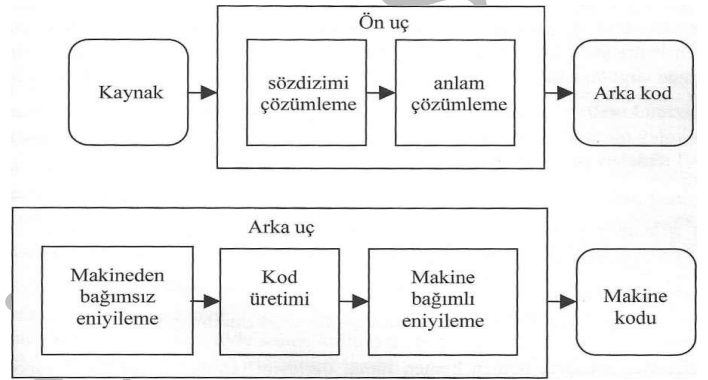 Ön uç
Kaynak
sözdizimi
çözümleme
anlam
çözümleme
Arka kod
Arka uç
Makineden
bağımsız
eniyileme
Kod
üretimi
Makine
bağımlı
eniyileme
Makine
kodu